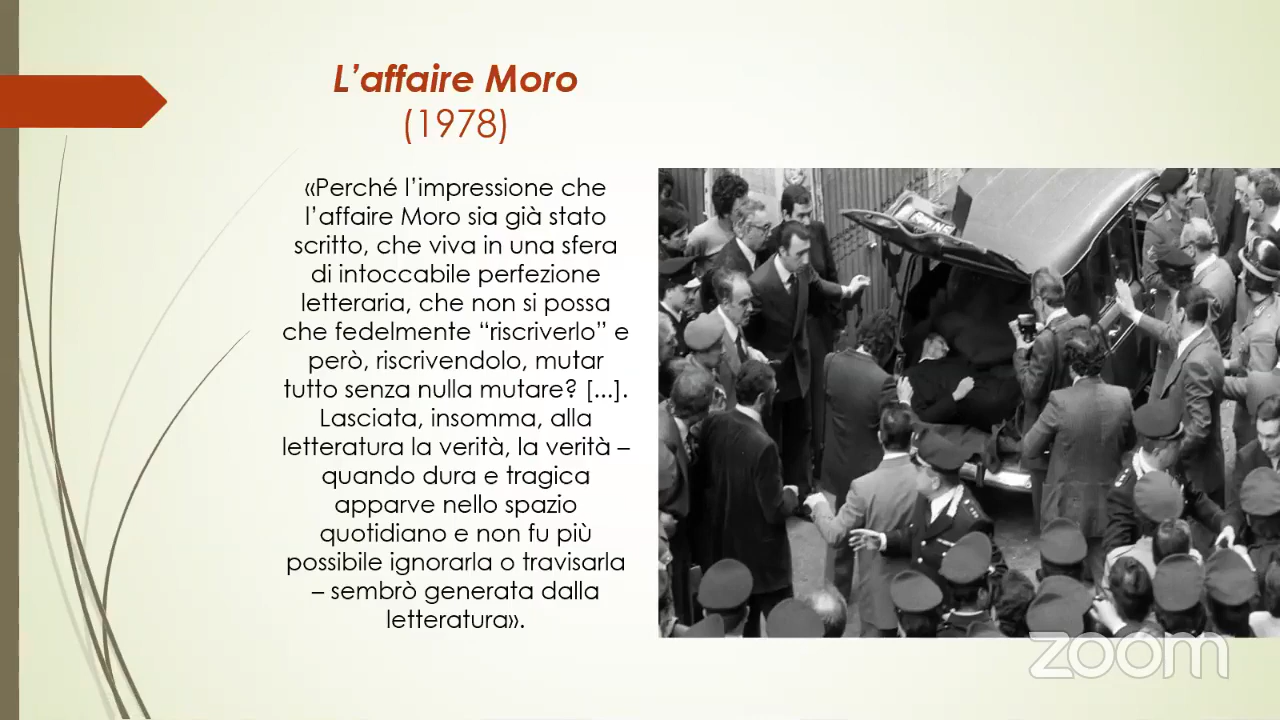 L’affaire Moro
(1978)
«Perché l’impressione che
l’affaire Moro sia già stato
scritto, che viva in una sfera
di intoccabile perfezione
letteraria, che non si possa
che fedelmente “riscriverlo” e
però, riscrivendolo, mutar
tutto senza nulla mutare? [...].
Lasciata, insomma, alla
letteratura la verità, la verità –
quando dura e tragica
apparve nello spazio
quotidiano e non fu più
possibile ignorarla o travisarla
– sembrò generata dalla
letteratura».
zoom